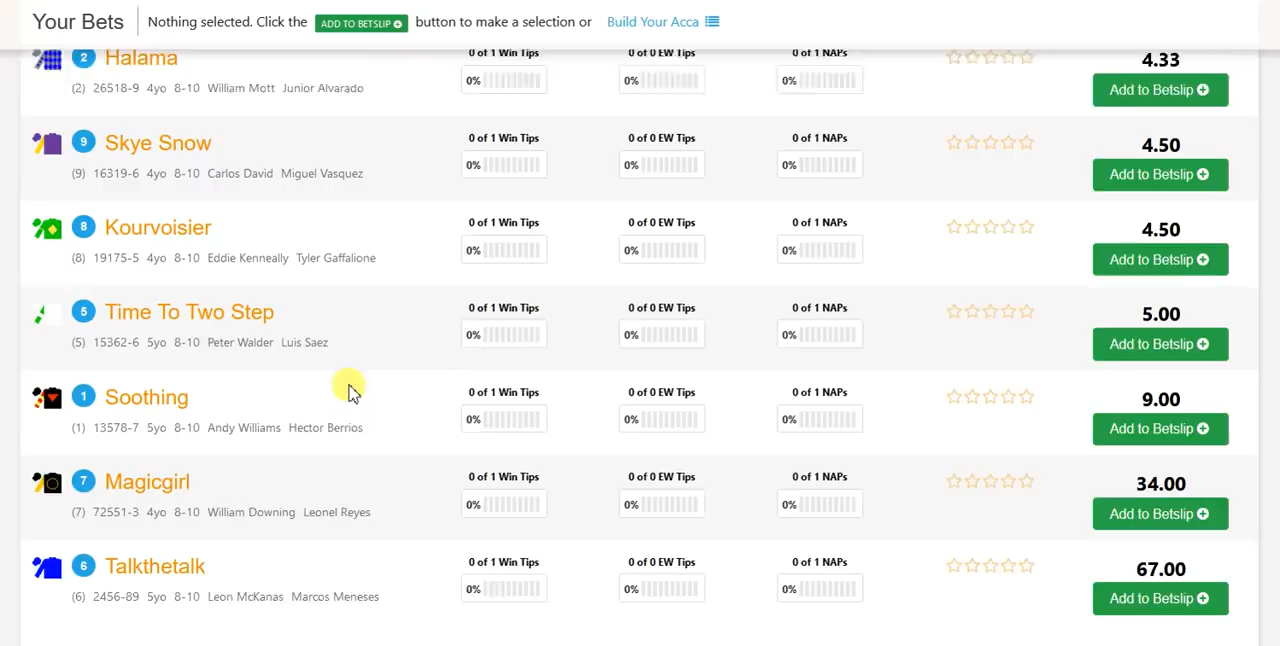 Your Bets Nothing selected. Click the ADD TO BETSLIP button to make a selection or Build Your Acca
2 Halama 0 of 1 Win Tips 0 of 0 EW Tips 0 of 1 NAPs 4.33
0% 0% 0% Add to Betslip
(2) 26518-9 4yo 8-10 William Mott Junior Alvarado
9 Skye Snow 0 of 1 Win Tips 0 of 0 EW Tips 0 of 1 NAPs 4.50
0% 0% 0% Add to Betslip
(9) 16319-6 4yo 8-10 Carlos David Miguel Vasquez
8 Kourvoisier 0 of 1 Win Tips 0 of 0 EW Tips 0 of 1 NAPs 4.50
0% 0% 0% Add to Betslip
(8) 19175-5 4yo 8-10 Eddie Kenneally Tyler Gaffalione
5 Time To Two Step 0 of 1 Win Tips 0 of 0 EW Tips 0 of 1 NAPs 5.00
0% 0% 0% Add to Betslip
(5) 15362-6 5yo 8-10 Peter Walder Luis Saez
1 Soothing 0 of 1 Win Tips 0 of 0 EW Tips 0 of 1 NAPs 9.00
0% 0% 0% Add to Betslip
(1) 13578-7 5yo 8-10 Andy Williams Hector Berrios
7 Magicgirl 0 of 1 Win Tips 0 of 0 EW Tips 0 of 1 NAPs 34.00
0% 0% 0% Add to Betslip
(7) 72551-3 4yo 8-10 William Downing Leonel Reyes
6 Talkthetalk 0 of 1 Win Tips 0 of 0 EW Tips 0 of 1 NAPs 67.00
0% 0% 0% Add to Betslip
(6) 2456-89 5yo 8-10 Leon McKanas Marcos Meneses